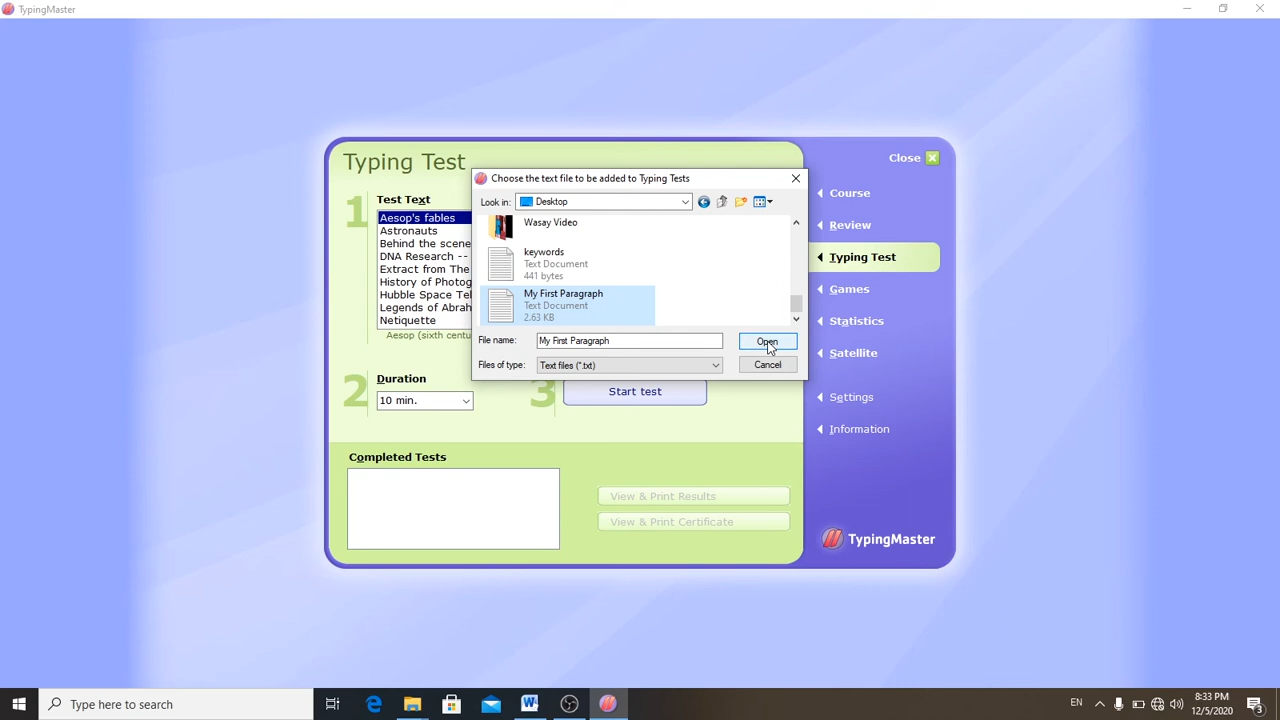 TypingMaster
Typing Test
Close
1
Test Text
Aesop's fables
Astronauts
Behind the scene
DNA Research --
Extract from The
History of Photog
Hubble Space Tel
Legends of Abrah
Netiquette
Aesop (sixth centu
Choose the text file to be added to Typing Tests
Look in:
Desktop
Wasay Video
keywords
Text Document
441 bytes
My First Paragraph
Text Document
2.63 KB
File name:
My First Paragraph
Open
Files of type:
Text files (*.txt)
Cancel
2
Duration
10 min.
3
Start test
Completed Tests
View & Print Results
View & Print Certificate
Course
Review
Typing Test
Games
Statistics
Satellite
Settings
Information
TypingMaster
Type here to search
EN
8:33 PM
12/5/2020
3